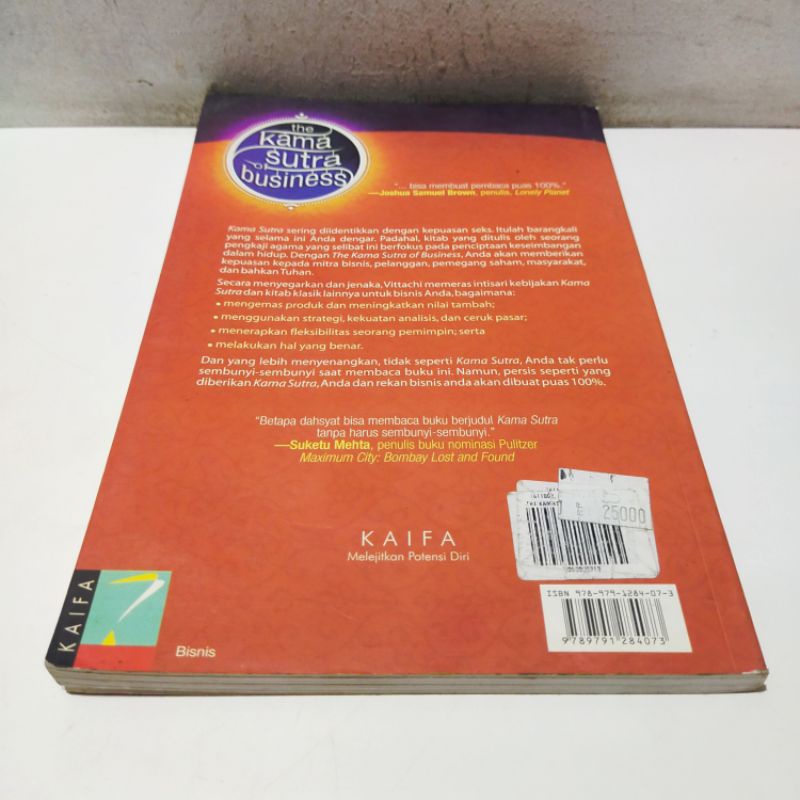 the
kama
sutra
of
business
"... bisa membuat pembaca puas 100%."
—Joshua Samuel Brown, penulis, Lonely Planet
Kama Sutra sering diidentikkan dengan kepuasan seks. Itulah barangkali
yang selama ini Anda dengar. Padahal, kitab yang ditulis oleh seorang
pengkaji agama yang selibat ini berfokus pada penciptaan keseimbangan
dalam hidup. Dengan The Kama Sutra of Business, Anda akan memberikan
kepuasan kepada mitra bisnis, pelanggan, pemegang saham, masyarakat,
dan bahkan Tuhan.
Secara menyegarkan dan jenaka, Vittachi memeras intisari kebijakan Kama
Sutra dan kitab klasik lainnya untuk bisnis Anda, bagaimana:
• mengemas produk dan meningkatkan nilai tambah;
• menggunakan strategi, kekuatan analisis, dan ceruk pasar;
• menerapkan fleksibilitas seorang pemimpin; serta
• melakukan hal yang benar.
Dan yang lebih menyenangkan, tidak seperti Kama Sutra, Anda tak perlu
sembunyi-sembunyi saat membaca buku ini. Namun, persis seperti yang
diberikan Kama Sutra, Anda dan rekan bisnis anda akan dibuat puas 100%.
"Betapa dahsyat bisa membaca buku berjudul Kama Sutra
tanpa harus sembunyi-sembunyi."
—Suketu Mehta, penulis buku nominasi Pulitzer
Maximum City: Bombay Lost and Found
25000
KAIFA
Melejitkan Potensi Diri
ISBN 978-979-1284-07-3
9789791284073
KAIFA
Bisnis